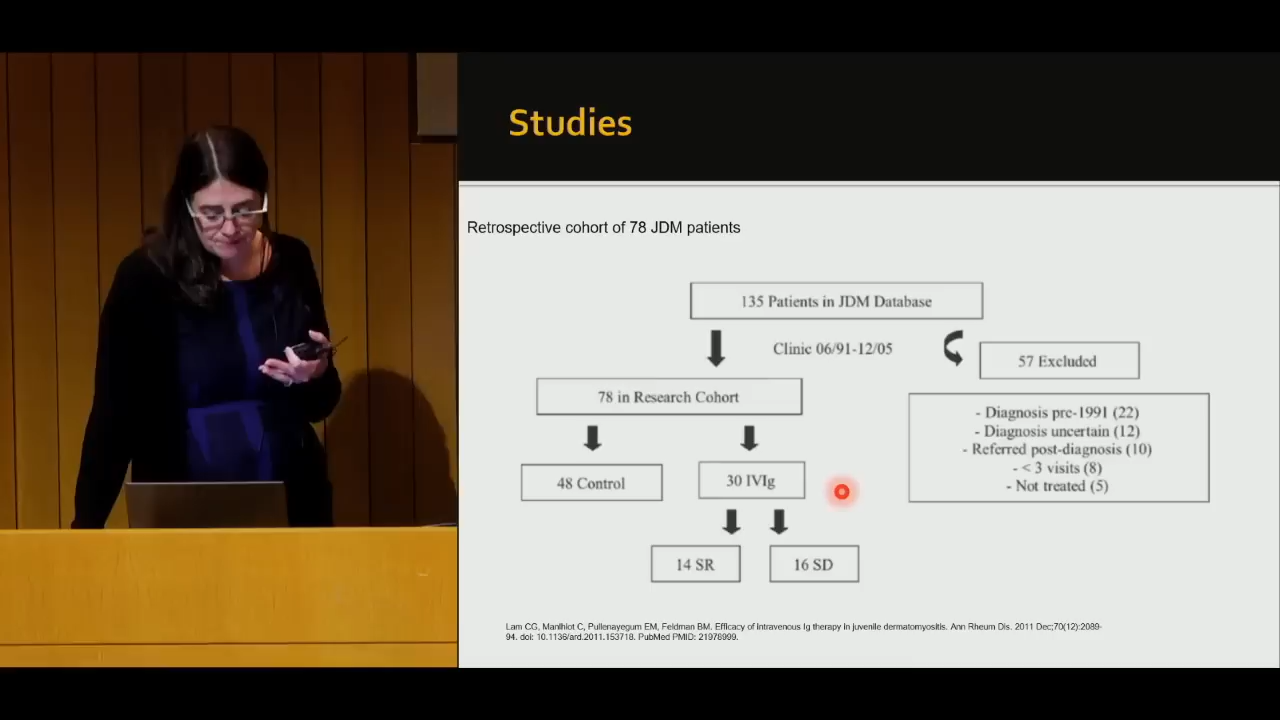 Studies
Retrospective cohort of 78 JDM patients
135 Patients in JDM Database
Clinic 06/91-12/05
57 Excluded
78 in Research Cohort
- Diagnosis pre-1991 (22)
- Diagnosis uncertain (12)
- Referred post-diagnosis (10)
- < 3 visits (8)
- Not treated (5)
48 Control
30 IVIg
14 SR
16 SD
Lam CG, Manlhiot C, Pullenayegum EM, Feldman BM. Efficacy of Intravenous Ig therapy in juvenile dermatomyositis. Ann Rheum Dis. 2011 Dec;70(12):2089-
94. doi: 10.1136/ard.2011.153718. PubMed PMID: 21978999.